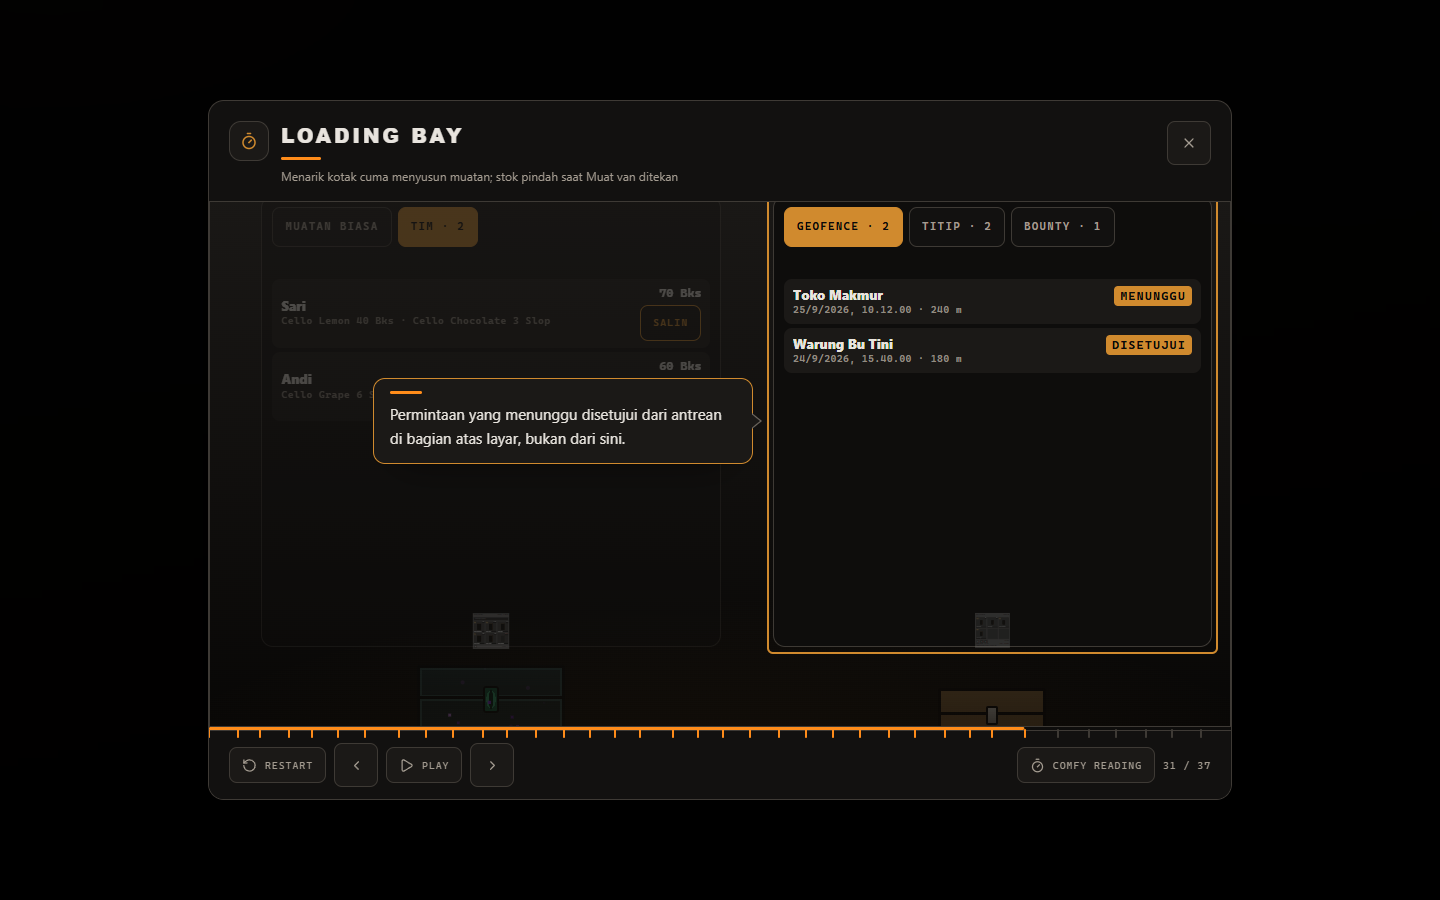 LOADING BAY
Menarik kotak cuma menyusun muatan; stok pindah saat Muat van ditekan
MUATAN BIASA
TIM · 2
Sari
70 Bks
Cello Lemon 40 Bks · Cello Chocolate 3 Slop
SALIN
Andi
60 Bks
Cello Grape 6
Permintaan yang menunggu disetujui dari antrean
di bagian atas layar, bukan dari sini.
GEOFENCE · 2
TITIP · 2
BOUNTY · 1
Toko Makmur
MENUNGGU
25/9/2026, 10.12.00 · 240 m
Warung Bu Tini
DISETUJUI
24/9/2026, 15.40.00 · 180 m
RESTART
PLAY
COMFY READING
31 / 37